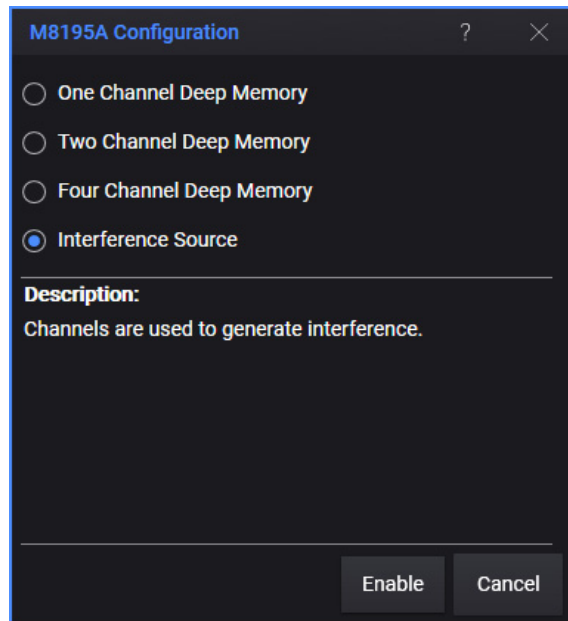 M8195A Configuration ?
One Channel Deep Memory
Two Channel Deep Memory
Four Channel Deep Memory
Interference Source
Description:
Channels are used to generate interference.
Enable Cancel